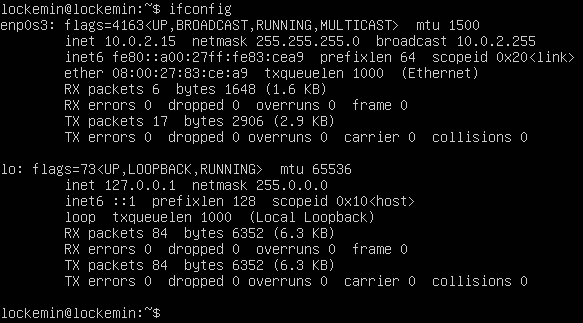 lockemin@lockemin:~$ ifconfig
enp0s3: flags=4163<UP,BROADCAST,RUNNING,MULTICAST>  mtu 1500
        inet 10.0.2.15  netmask 255.255.255.0  broadcast 10.0.2.255
        inet6 fe80::a00:27ff:fe83:cea9  prefixlen 64  scopeid 0x20<link>
        ether 08:00:27:83:ce:a9  txqueuelen 1000  (Ethernet)
        RX packets 6  bytes 1648 (1.6 KB)
        RX errors 0  dropped 0  overruns 0  frame 0
        TX packets 17  bytes 2906 (2.9 KB)
        TX errors 0  dropped 0 overruns 0  carrier 0  collisions 0
lo: flags=73<UP,LOOPBACK,RUNNING>  mtu 65536
        inet 127.0.0.1  netmask 255.0.0.0
        inet6 ::1  prefixlen 128  scopeid 0x10<host>
        loop  txqueuelen 1000  (Local Loopback)
        RX packets 84  bytes 6352 (6.3 KB)
        RX errors 0  dropped 0  overruns 0  frame 0
        TX packets 84  bytes 6352 (6.3 KB)
        TX errors 0  dropped 0 overruns 0  carrier 0  collisions 0
lockemin@lockemin:~$